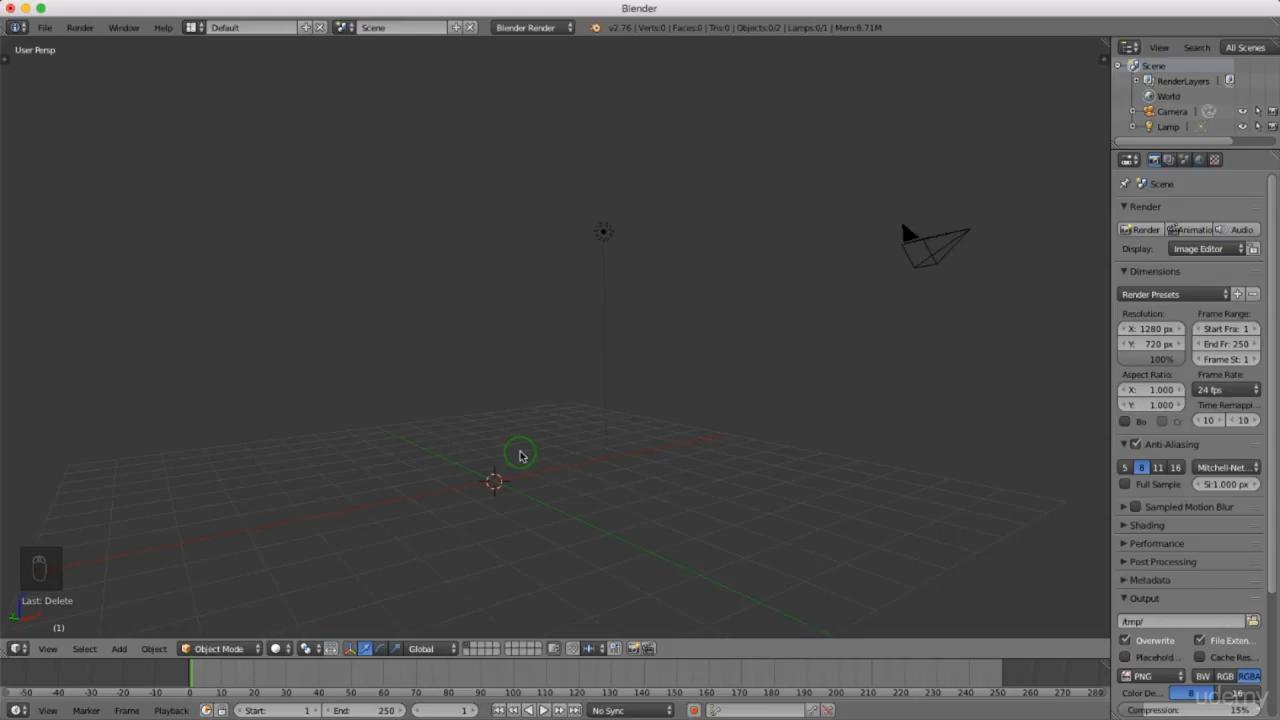 Blender
File Render Window Help Default Scene Blender Render v2.76 | Verts:0 | Faces:0 | Tris:0 | Objects:0/2 | Lamps:0/1 | Mem:8.71M
User Persp
View Search All Scenes
Scene
RenderLayers
World
Camera
Lamp
Scene
Render
Render Animatio Audio
Display: Image Editor
Dimensions
Render Presets
Resolution: Frame Range:
X: 1280 px Start Fra: 1
Y: 720 px End Fr: 250
100% Frame St: 1
Aspect Ratio: Frame Rate:
X: 1.000 24 fps
Y: 1.000 Time Remappi...
Bo Cr 10 10
Anti-Aliasing
5 8 11 16 Mitchell-Net...
Full Sample Si:1.000 px
Sampled Motion Blur
Shading
Performance
Post Processing
Metadata
Output
/tmp/
Overwrite File Exten...
Placehold... Cache Res...
PNG BW RGB RGBA
Color De... 8 16
Compression: 15%
Last: Delete
(1)
View Select Add Object Object Mode Global
-50 -40 -30 -20 -10 0 10 20 30 40 50 60 70 80 90 100 110 120 130 140 150 160 170 180 190 200 210 220 230 240 250 260 270 280
View Marker Frame Playback Start: 1 End: 250 1 No Sync
udemy